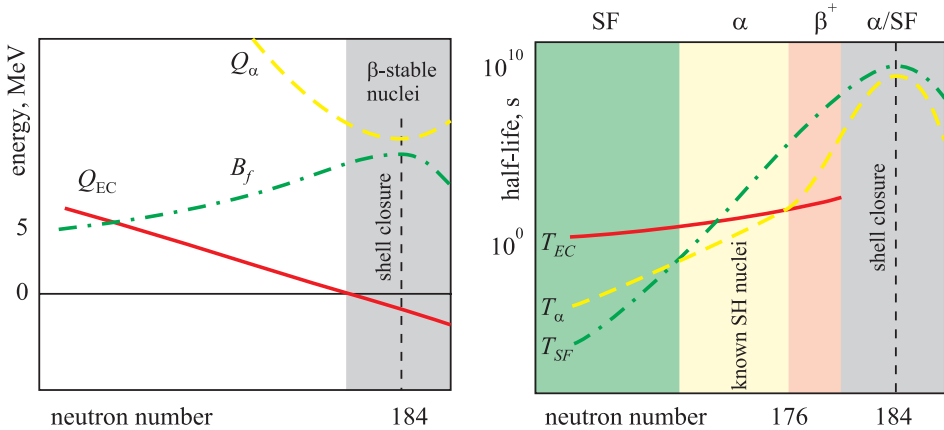 energy, MeV
Qα
β-stable
nuclei
QEC
Bf
5
0
shell closure
neutron number
184
SF
α
β+
α/SF
10^10
half-life, s
10^0
TEC
Tα
TSF
known SH nuclei
shell closure
neutron number
176
184